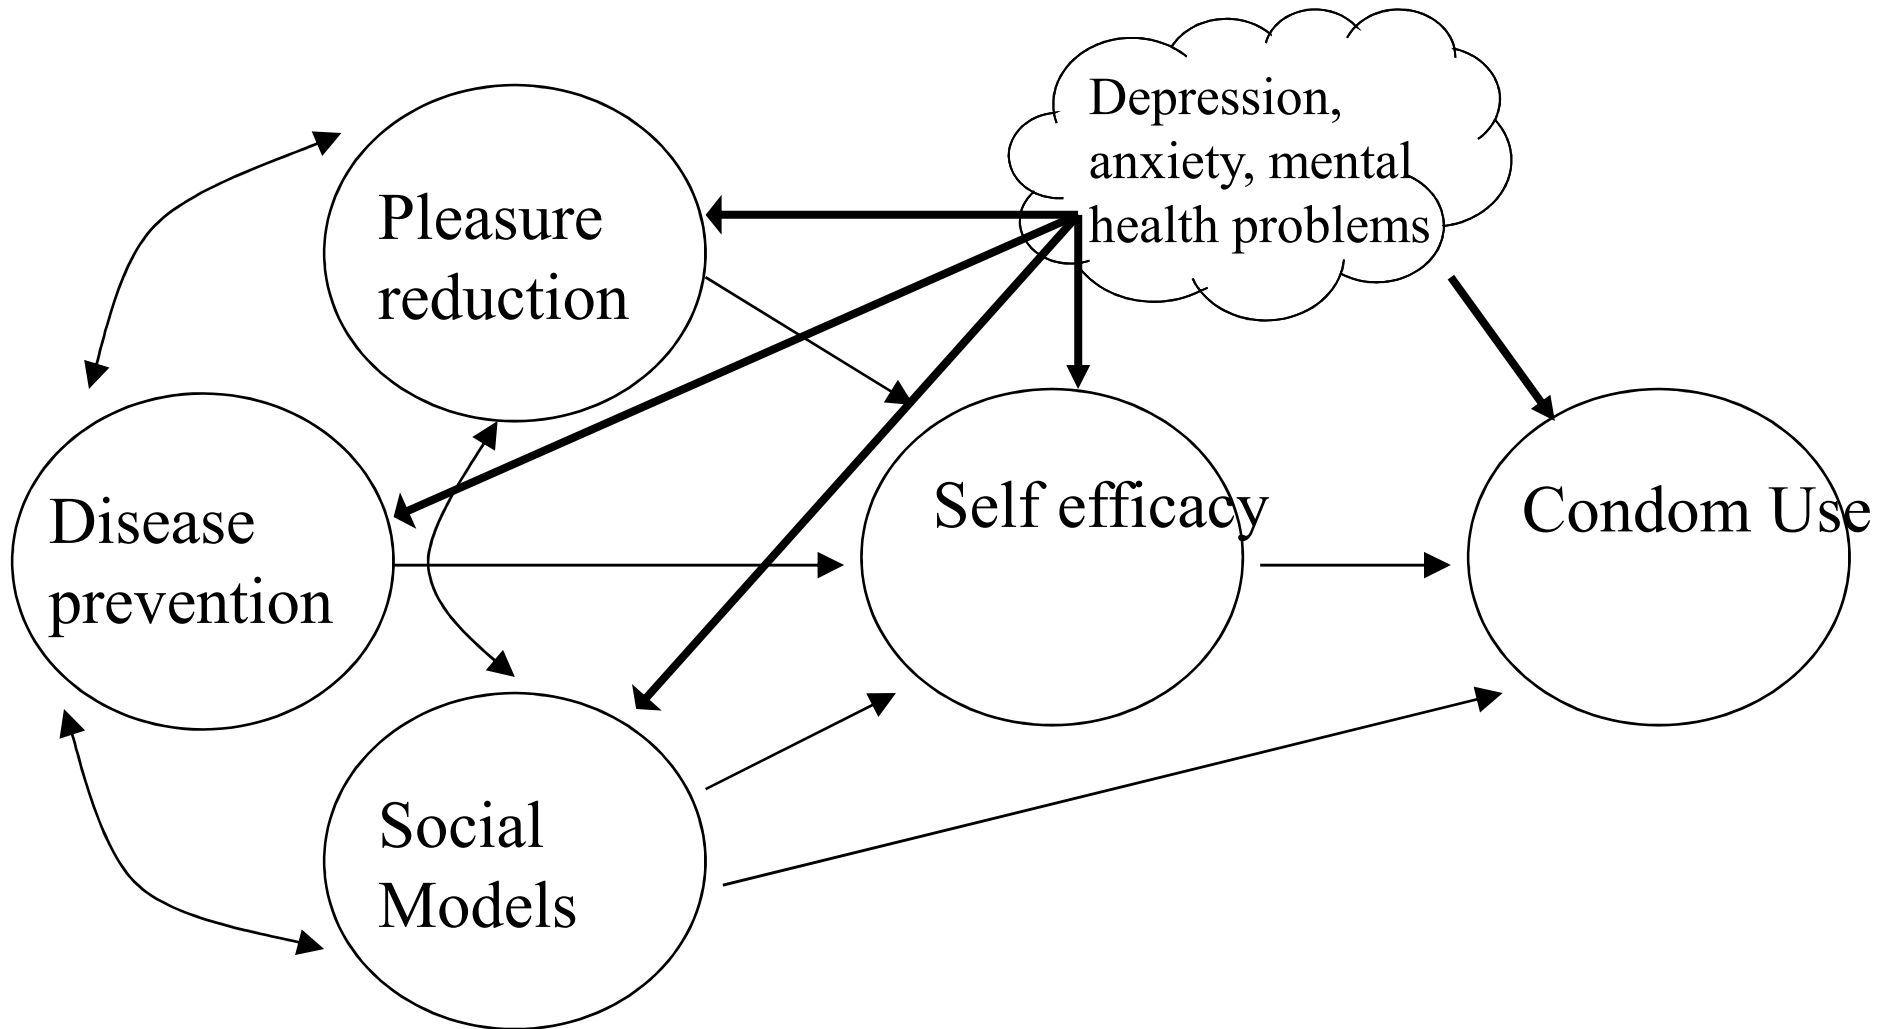 Depression,
anxiety, mental
health problems
Pleasure
reduction
Disease
prevention
Self efficacy
Condom Use
Social
Models